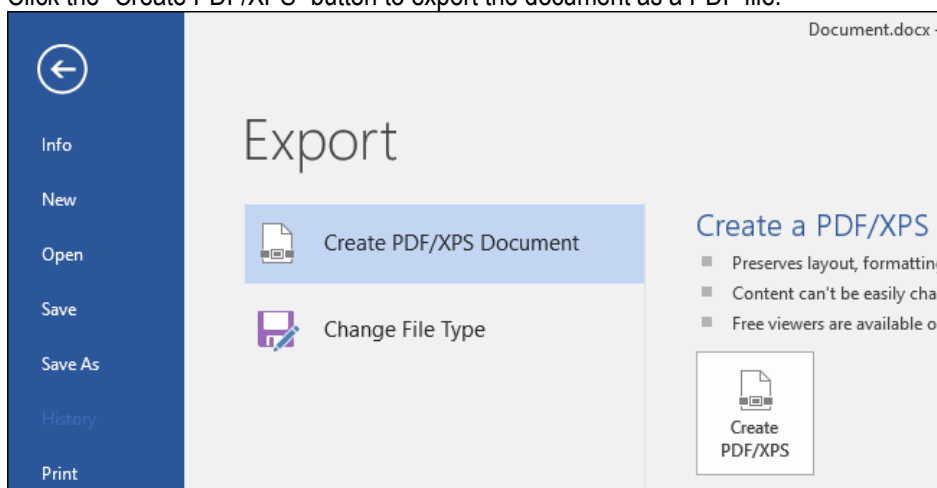 Click the "Create PDF/XPS" button to export the document as a PDF file.
Document.docx -
Info
New
Open
Save
Save As
History
Print
Export
Create PDF/XPS Document
Change File Type
Create a PDF/XPS
Preserves layout, formatting
Content can't be easily cha
Free viewers are available o
Create
PDF/XPS